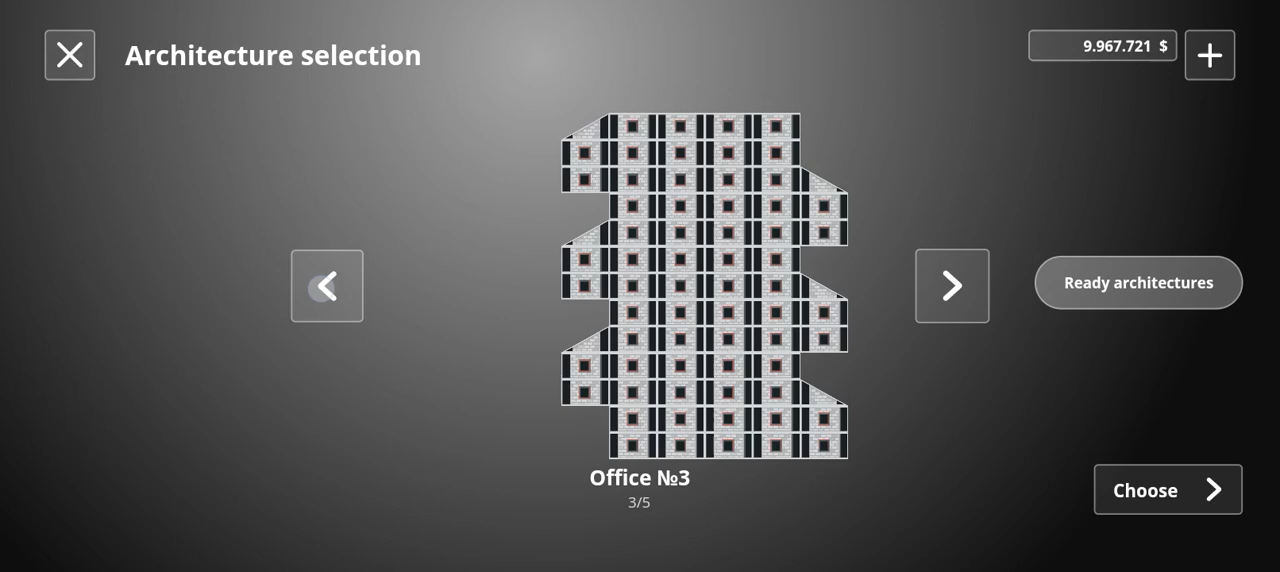 Architecture selection
9.967.721 $
Ready architectures
Office №3
3/5
Choose